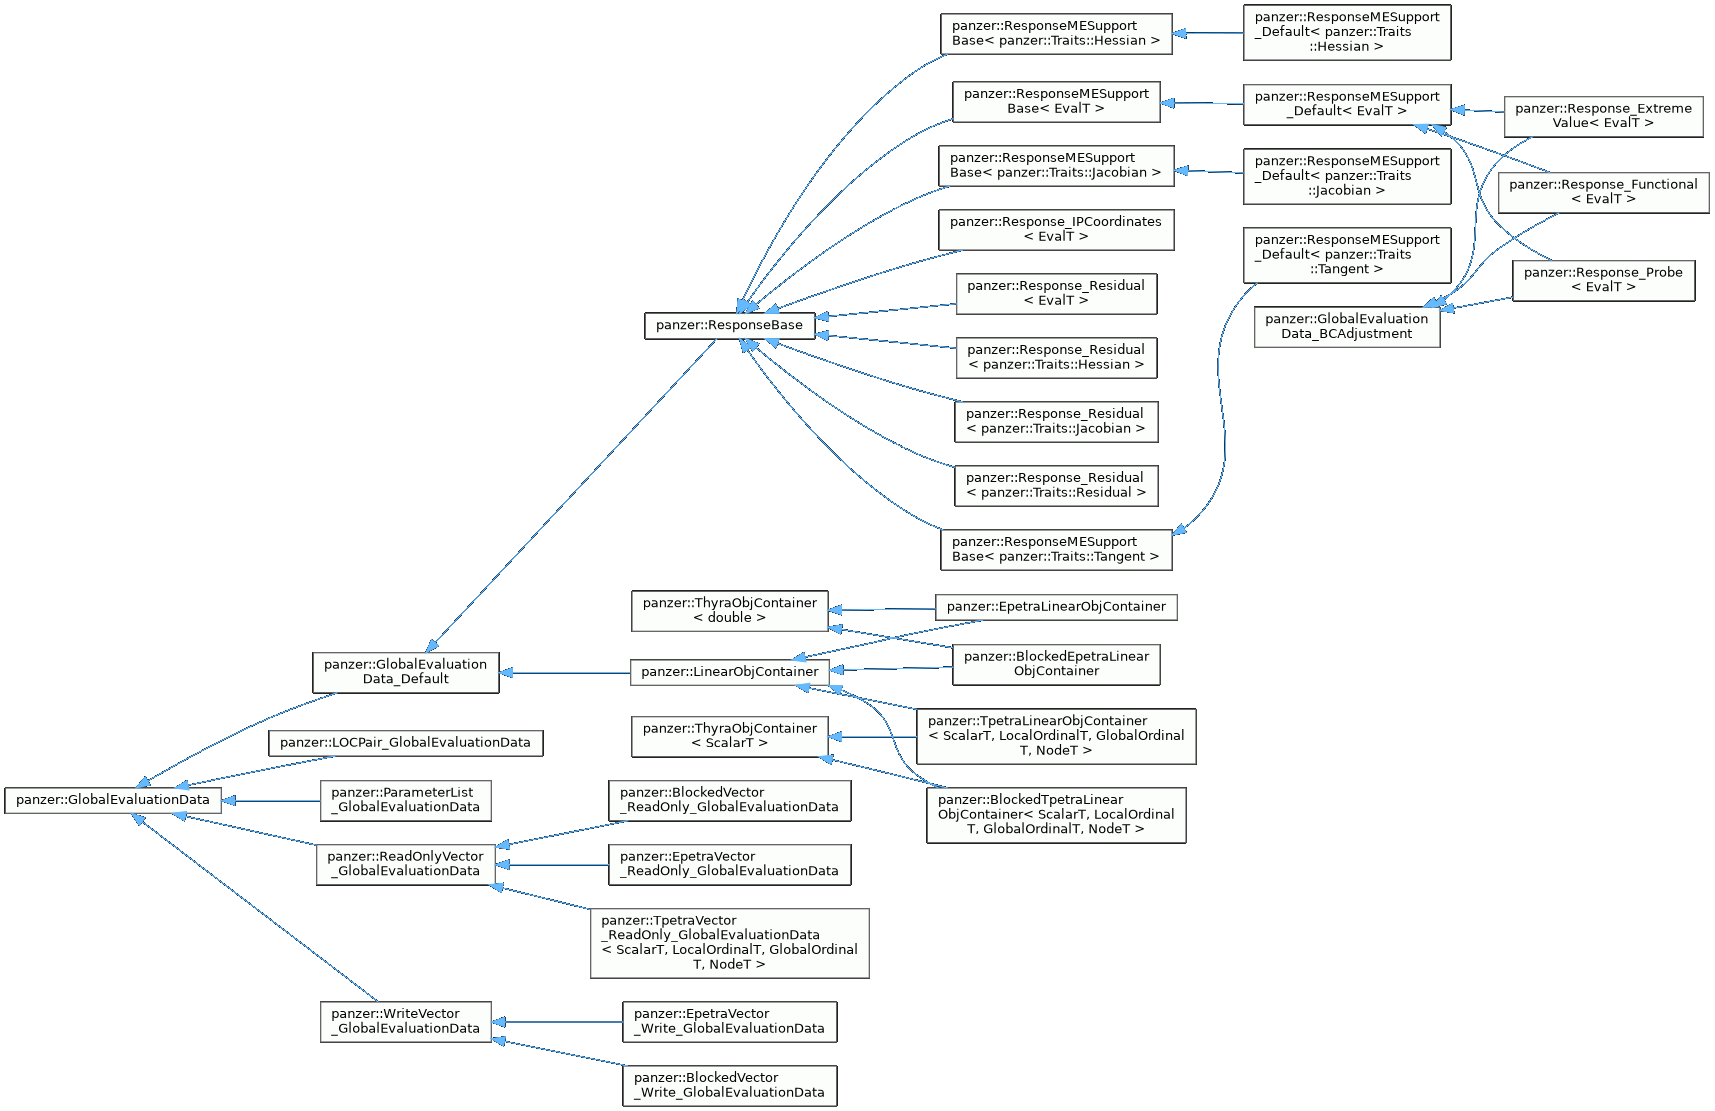 panzer::ResponseMESupport
Base< panzer::Traits::Hessian >
panzer::ResponseMESupport
_Default< panzer::Traits
::Hessian >
panzer::ResponseMESupport
Base< EvalT >
panzer::ResponseMESupport
_Default< EvalT >
panzer::Response_Extreme
Value< EvalT >
panzer::ResponseMESupport
Base< panzer::Traits::Jacobian >
panzer::ResponseMESupport
_Default< panzer::Traits
::Jacobian >
panzer::Response_Functional
< EvalT >
panzer::Response_IPCoordinates
< EvalT >
panzer::ResponseMESupport
_Default< panzer::Traits
::Tangent >
panzer::Response_Probe
< EvalT >
panzer::Response_Residual
< EvalT >
panzer::ResponseBase
panzer::GlobalEvaluation
Data_BCAdjustment
panzer::Response_Residual
< panzer::Traits::Hessian >
panzer::Response_Residual
< panzer::Traits::Jacobian >
panzer::Response_Residual
< panzer::Traits::Residual >
panzer::ResponseMESupport
Base< panzer::Traits::Tangent >
panzer::ThyraObjContainer
< double >
panzer::EpetraLinearObjContainer
panzer::GlobalEvaluation
Data_Default
panzer::LinearObjContainer
panzer::BlockedEpetraLinear
ObjContainer
panzer::ThyraObjContainer
< ScalarT >
panzer::TpetraLinearObjContainer
< ScalarT, LocalOrdinalT, GlobalOrdinal
T, NodeT >
panzer::LOCPair_GlobalEvaluationData
panzer::GlobalEvaluationData
panzer::ParameterList
_GlobalEvaluationData
panzer::BlockedVector
_ReadOnly_GlobalEvaluationData
panzer::BlockedTpetraLinear
ObjContainer< ScalarT, LocalOrdinal
T, GlobalOrdinalT, NodeT >
panzer::ReadOnlyVector
_GlobalEvaluationData
panzer::EpetraVector
_ReadOnly_GlobalEvaluationData
panzer::TpetraVector
_ReadOnly_GlobalEvaluationData
< ScalarT, LocalOrdinalT, GlobalOrdinal
T, NodeT >
panzer::WriteVector
_GlobalEvaluationData
panzer::EpetraVector
_Write_GlobalEvaluationData
panzer::BlockedVector
_Write_GlobalEvaluationData